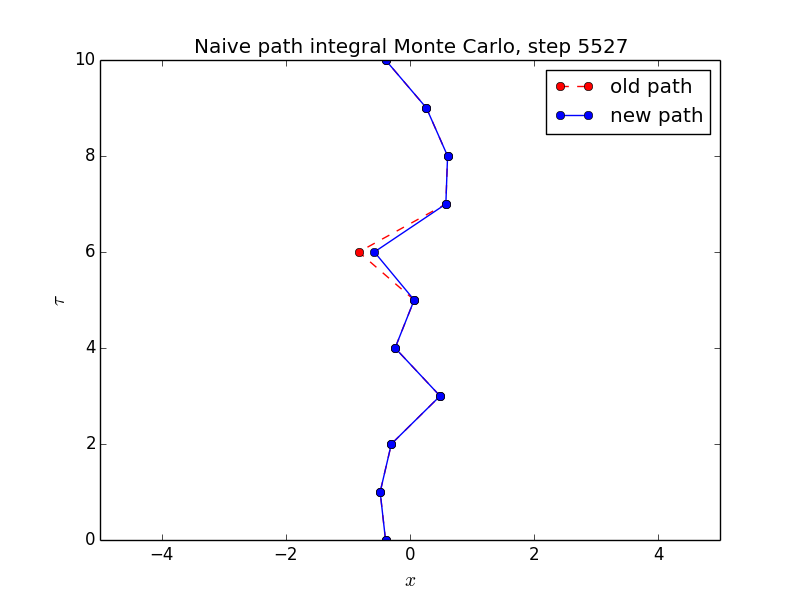 Naive path integral Monte Carlo, step 5527
10
8
6
4
2
0
τ
old path
new path
−4
−2
0
2
4
x